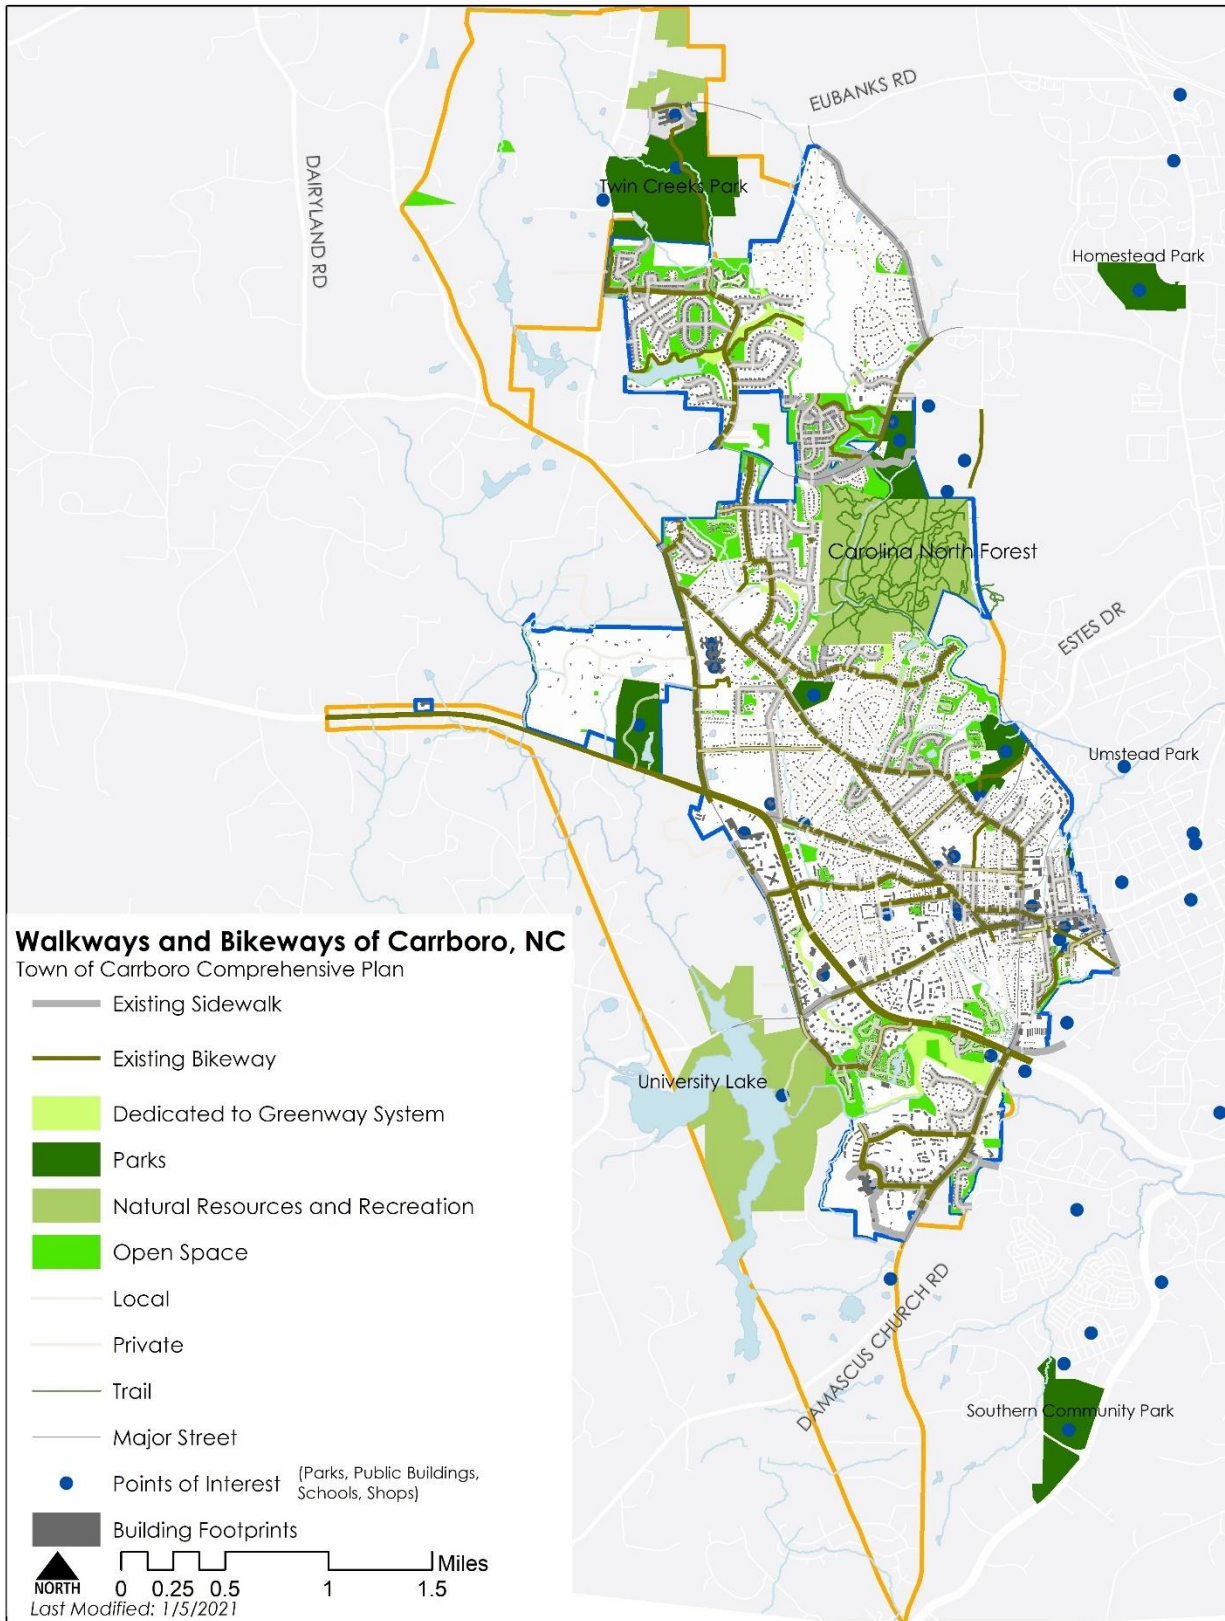 EUBANKS RD
DAIRYLAND RD
Twin Creeks Park
Homestead Park
Carolina North Forest
ESTES DR
Umstead Park
Walkways and Bikeways of Carrboro, NC
Town of Carrboro Comprehensive Plan
Existing Sidewalk
Existing Bikeway
Dedicated to Greenway System
Parks
Natural Resources and Recreation
Open Space
Local
Private
Trail
Major Street
Points of Interest (Parks, Public Buildings,
Schools, Shops)
Building Footprints
NORTH
0 0.25 0.5 1 1.5 Miles
Last Modified: 1/5/2021
University Lake
DAMASCUS CHURCH RD
Southern Community Park